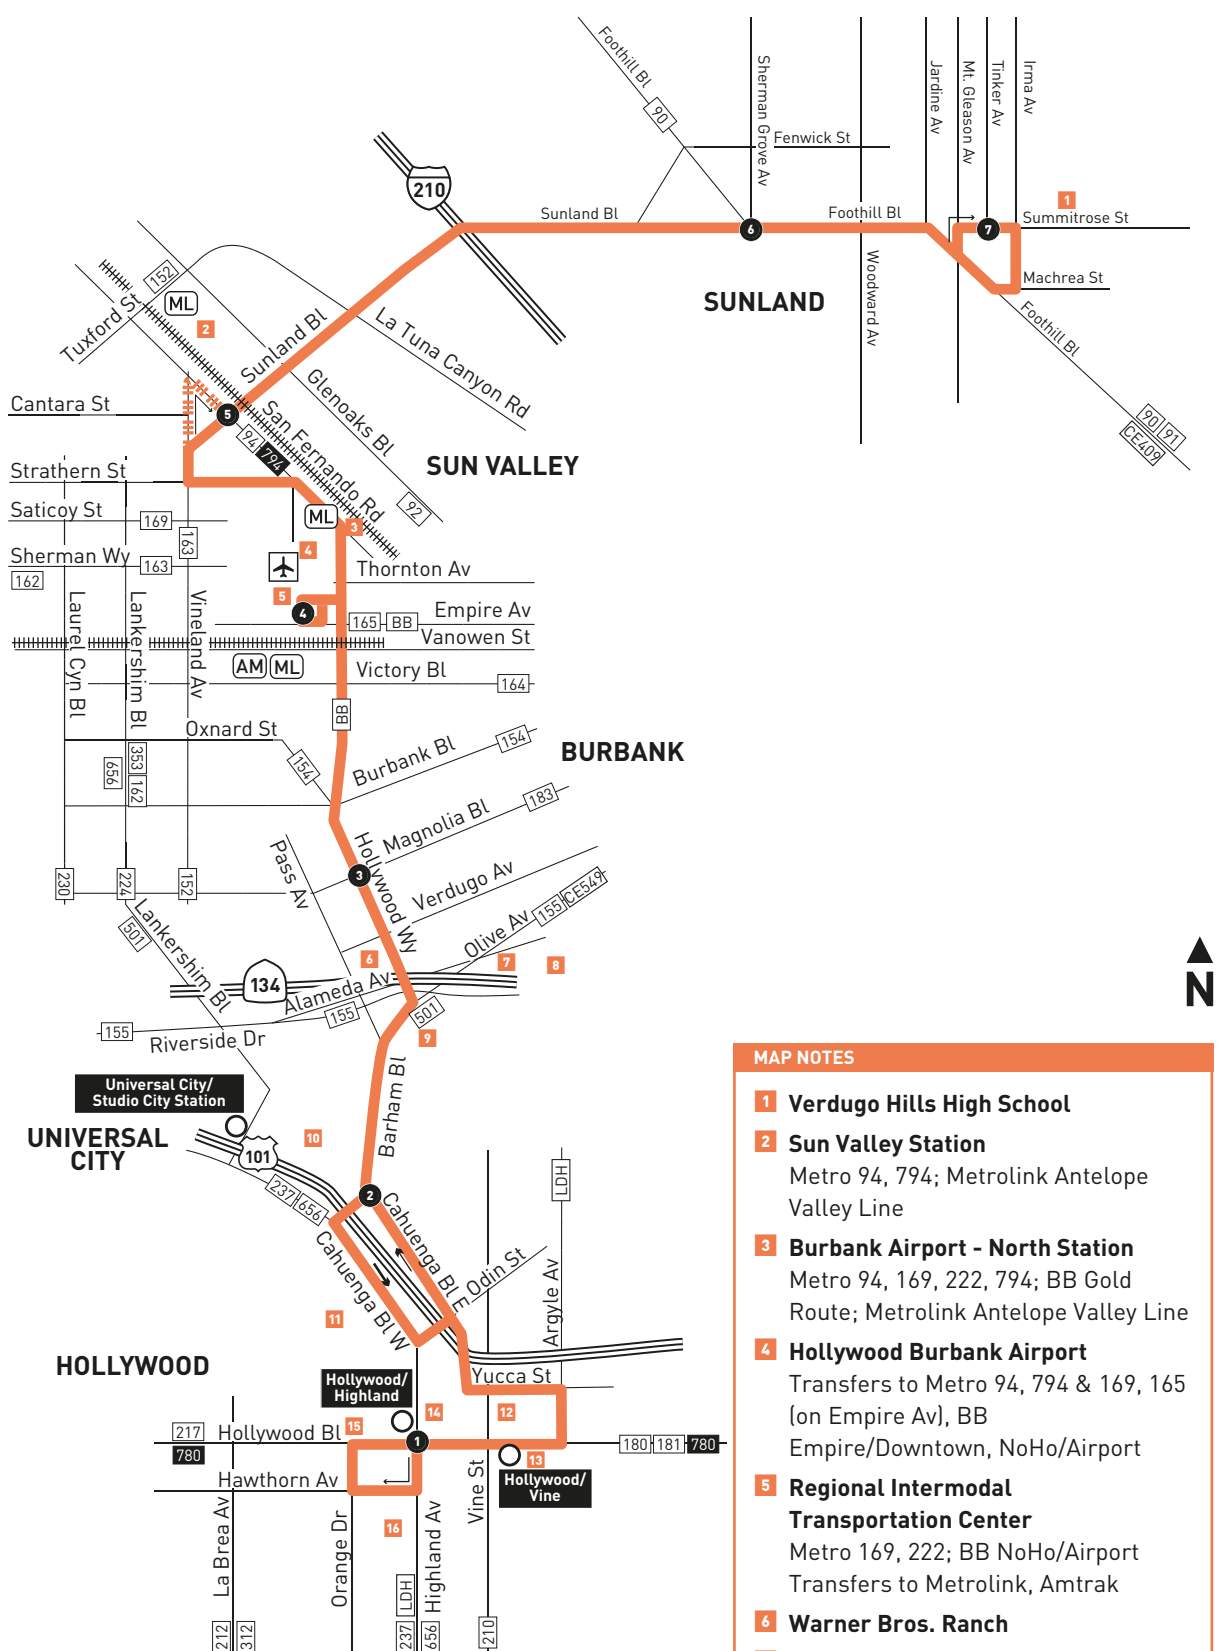 Foothill Bl
90
Sherman Grove Av
Fenwick St
Jardine Av
Mt. Gleason Av
Tinker Av
Irma Av
210
Sunland Bl
6
Foothill Bl
7
1
Summitrose St
Woodward Av
SUNLAND
Machrea St
Foothill Bl
90 91
CE409
152
ML
Tuxford St
2
Sunland Bl
La Tuna Canyon Rd
Glenoaks Bl
Cantara St
5
San Fernando Rd
94
794
SUN VALLEY
92
Strathern St
Saticoy St
169
163
ML
3
Sherman Wy
163
162
4
Thornton Av
Laurel Cyn Bl
Lankershim Bl
Vineland Av
5
4
Empire Av
165 BB
Vanowen St
AM ML
Victory Bl
164
BB
Oxnard St
154
154
Burbank Bl
BURBANK
656
353
162
183
Magnolia Bl
Hollywood Wy
Pass Av
3
Verdugo Av
230
224
152
Lankershim Bl
501
Olive Av
155 CE549
6
7
8
134
Alameda Av
155
501
155
Riverside Dr
9
Barham Bl
Universal City/
Studio City Station
UNIVERSAL
CITY
10
101
237 656
2
LDH
Cahuenga Bl E
Cahuenga Bl W
Odin St
Argyle Av
11
HOLLYWOOD
Yucca St
Hollywood/
Highland
14
12
15
217
780
Hollywood Bl
1
180 181 780
13
Hollywood/
Vine
Hawthorn Av
La Brea Av
Orange Dr
16
Highland Av
Vine St
212
312
237
LDH
656
210
N
MAP NOTES
1 Verdugo Hills High School
2 Sun Valley Station
Metro 94, 794; Metrolink Antelope
Valley Line
3 Burbank Airport - North Station
Metro 94, 169, 222, 794; BB Gold
Route; Metrolink Antelope Valley Line
4 Hollywood Burbank Airport
Transfers to Metro 94, 794 & 169, 165
(on Empire Av), BB
Empire/Downtown, NoHo/Airport
5 Regional Intermodal
Transportation Center
Metro 169, 222; BB NoHo/Airport
Transfers to Metrolink, Amtrak
6 Warner Bros. Ranch